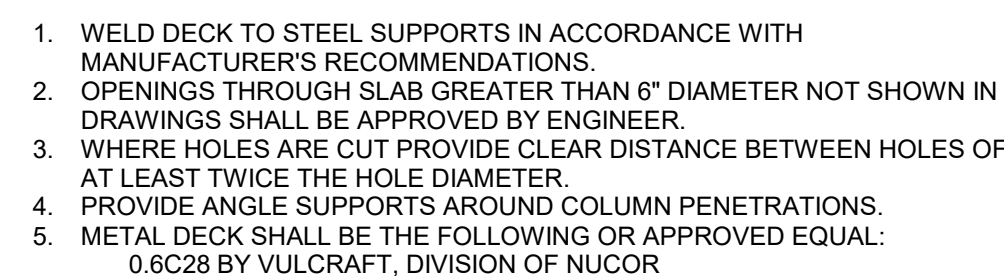 1. WELD DECK TO STEEL SUPPORTS IN ACCORDANCE WITH
MANUFACTURER'S RECOMMENDATIONS.
2. OPENINGS THROUGH SLAB GREATER THAN 6" DIAMETER NOT SHOWN IN
DRAWINGS SHALL BE APPROVED BY ENGINEER.
3. WHERE HOLES ARE CUT PROVIDE CLEAR DISTANCE BETWEEN HOLES OF
AT LEAST TWICE THE HOLE DIAMETER.
4. PROVIDE ANGLE SUPPORTS AROUND COLUMN PENETRATIONS.
5. METAL DECK SHALL BE THE FOLLOWING OR APPROVED EQUAL:
0.6C28 BY VULCRAFT, DIVISION OF NUCOR